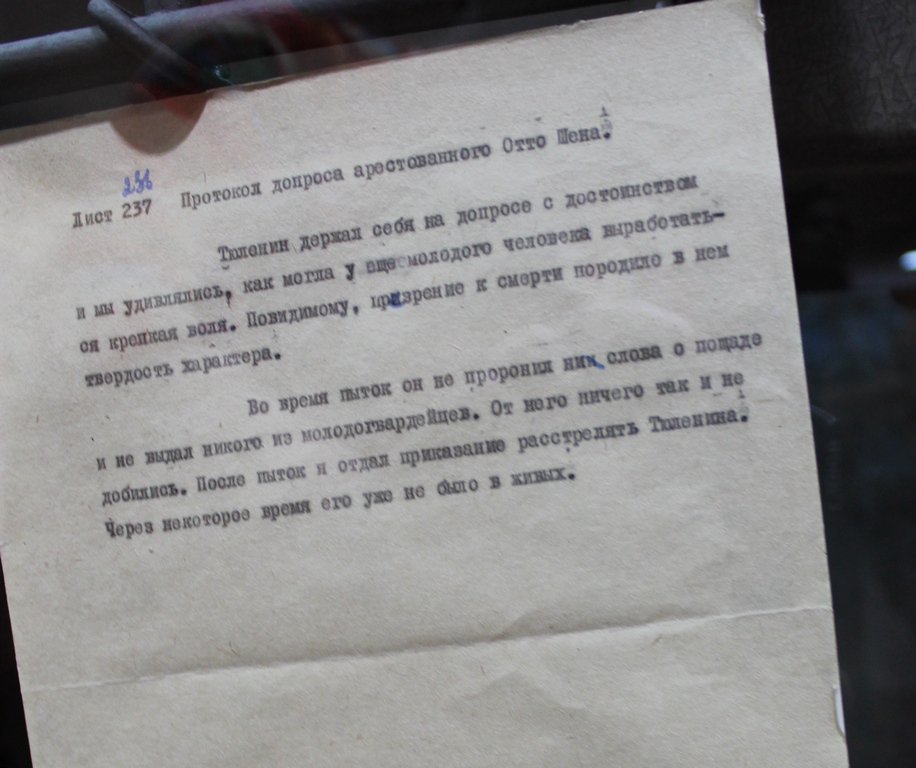 236
Лист 237 Протокол допроса арестованного Отто Шена.
Тюленин держал себя на допросе с достоинством
и мы удивлялись, как могла у еще молодого человека выработать-
ся крепкая воля. Повидимому, призрение к смерти породило в нем
твердость характера.
Во время пыток он не проронил ни слова о пощаде
и не выдал никого из молодогвардейцев. От него ничего так и не
добились. После пыток я отдал приказание расстрелять Тюленина.
Через некоторое время его уже не было в живых.